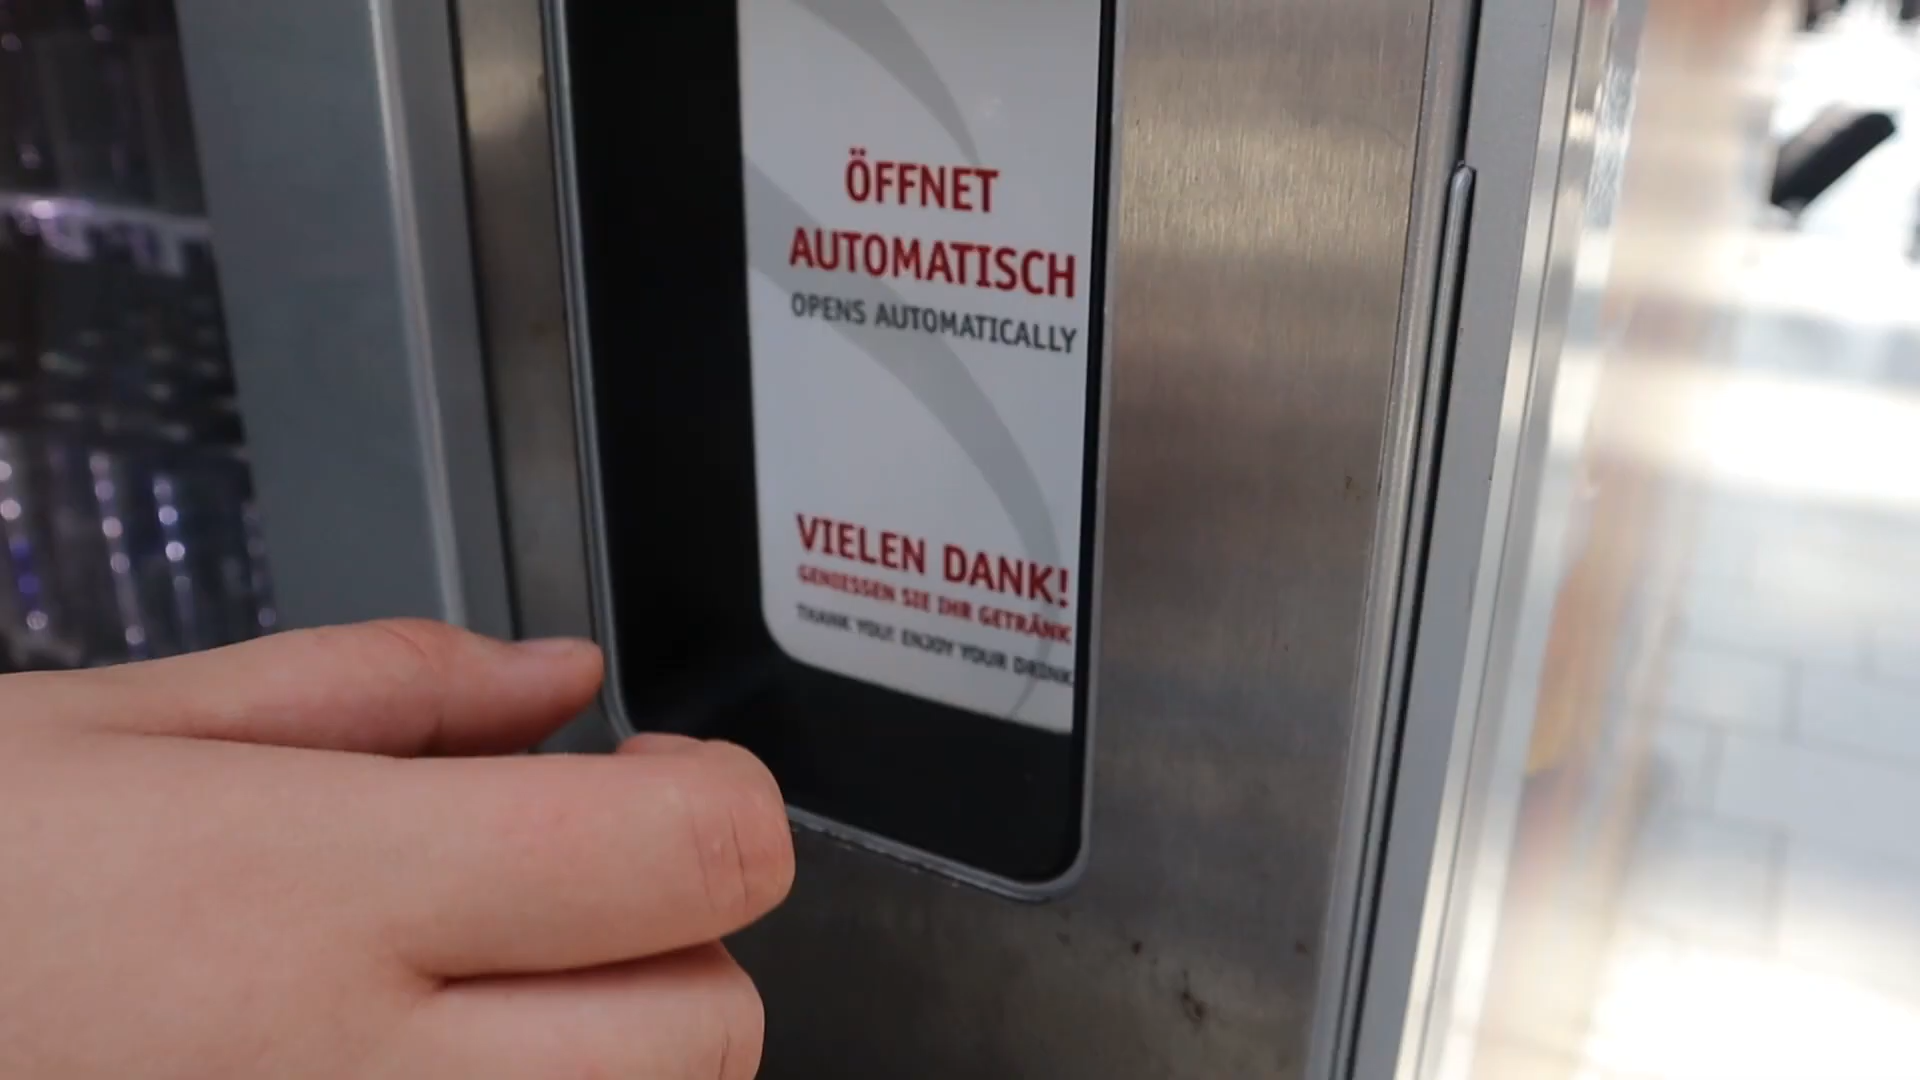 ÖFFNET
AUTOMATISCH
OPENS AUTOMATICALLY
VIELEN DANK!
GENIESSEN SIE IHR GETRÄNK
THANK YOU! ENJOY YOUR DRINK